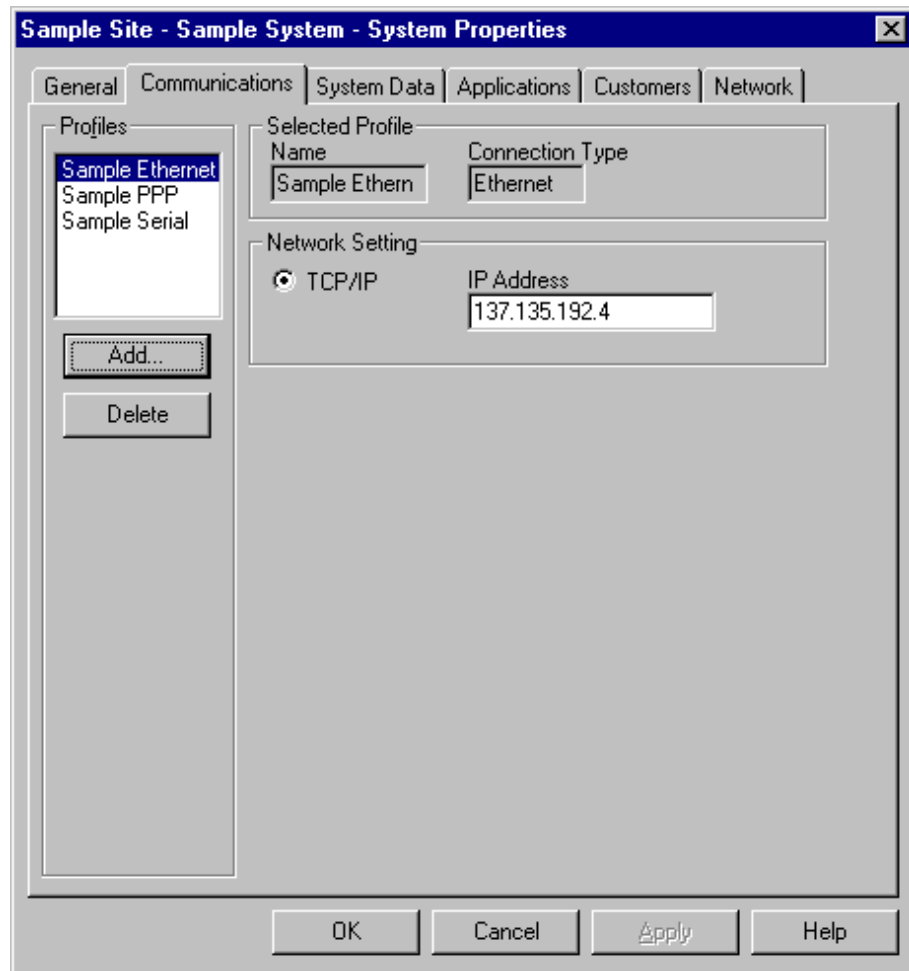 Sample Site - Sample System - System Properties
General Communications System Data Applications Customers Network
Profiles
Sample Ethernet
Sample PPP
Sample Serial
Add...
Delete
Selected Profile
Name Connection Type
Sample Ethern Ethernet
Network Setting
TCP/IP IP Address
137.135.192.4
OK Cancel Apply Help